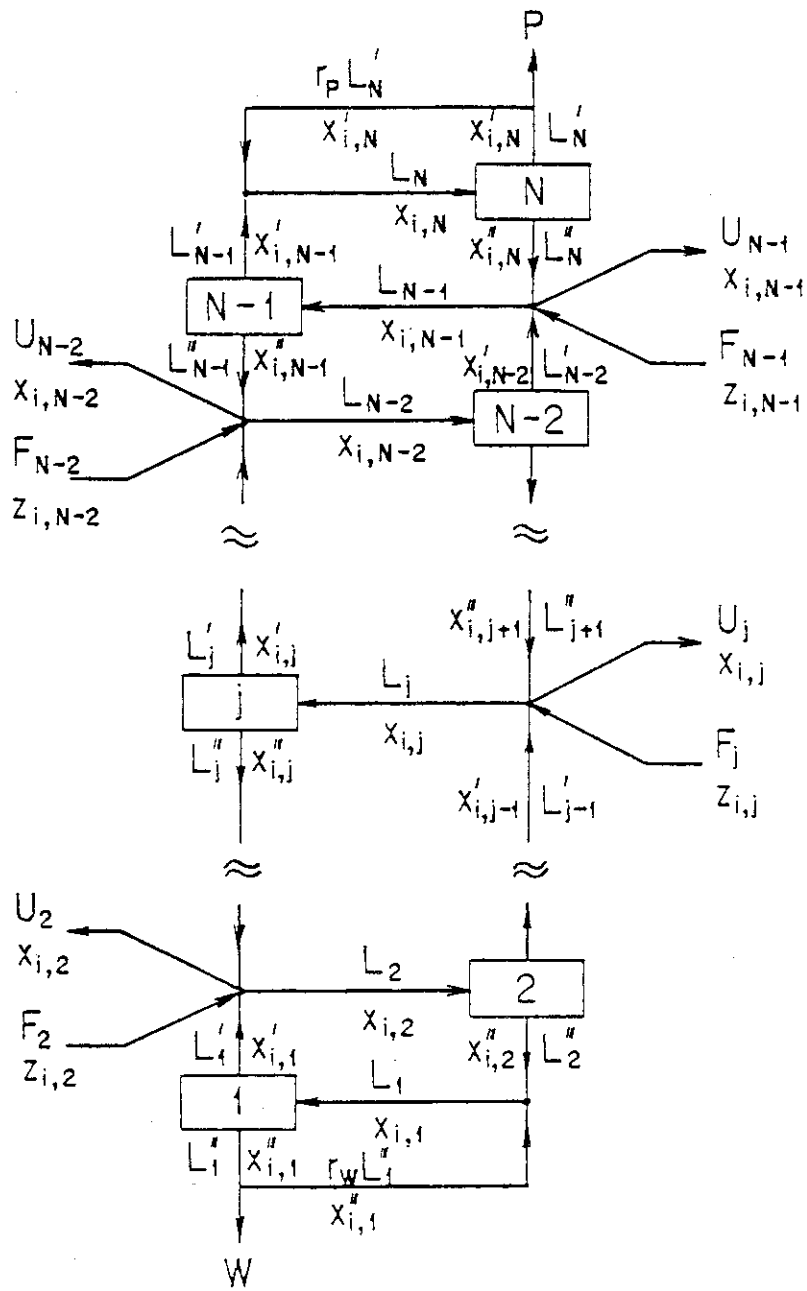 P
r_P L'_N
x'_{i,N} x'_{i,N} L'_N
L_N
N
x_{i,N}
L'_{N-1} x'_{i,N-1} x''_{i,N} L''_N
U_{N-1}
x_{i,N-1}
L_{N-1}
N-1
x_{i,N-1}
F_{N-1}
z_{i,N-1}
U_{N-2}
x_{i,N-2}
L''_{N-1} x''_{i,N-1} x'_{i,N-2} L'_{N-2}
L_{N-2}
N-2
x_{i,N-2}
F_{N-2}
z_{i,N-2}
≈ ≈
x''_{i,j+1} L''_{j+1}
U_j
x_{i,j}
L'_j x'_{i,j}
L_j
j
x_{i,j}
L''_j x''_{i,j}
F_j
z_{i,j}
x'_{i,j-1} L'_{j-1}
≈ ≈
U_2
x_{i,2}
L_2
2
x_{i,2}
F_2
z_{i,2}
L'_1 x'_{i,1} x''_{i,2} L''_2
L_1
1
x_{i,1}
L''_1 x''_{i,1}
r_W L''_1
x''_{i,1}
W